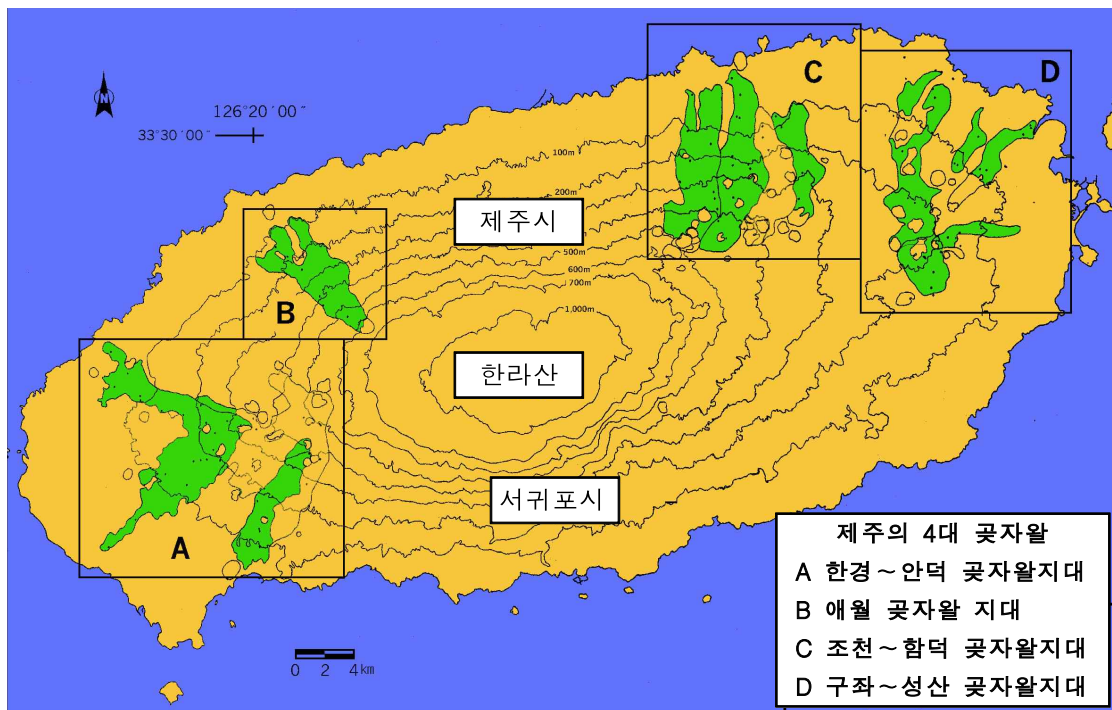 C
D
N
126°20′00″
33°30′00″
100m
200m
제주시
500m
600m
700m
B
1,000m
한라산
서귀포시
A
제주의 4대 곶자왈
A 한경~안덕 곶자왈지대
B 애월 곶자왈 지대
C 조천~함덕 곶자왈지대
D 구좌~성산 곶자왈지대
0 2 4km